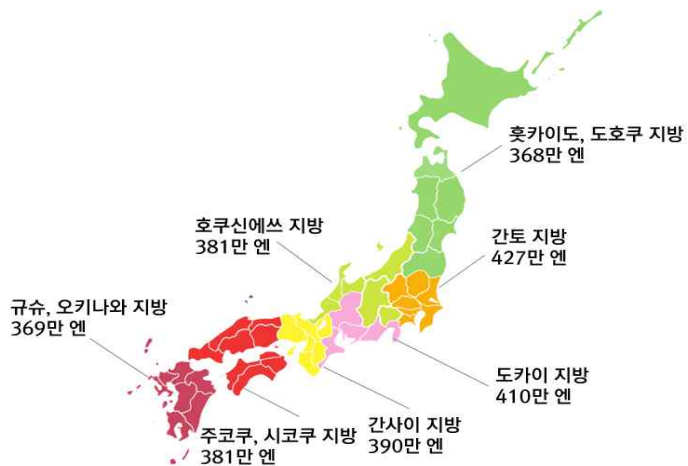 홋카이도, 도호쿠 지방
368만 엔
호쿠신에쓰 지방
381만 엔
간토 지방
427만 엔
규슈, 오키나와 지방
369만 엔
도카이 지방
410만 엔
간사이 지방
390만 엔
주코쿠, 시코쿠 지방
381만 엔